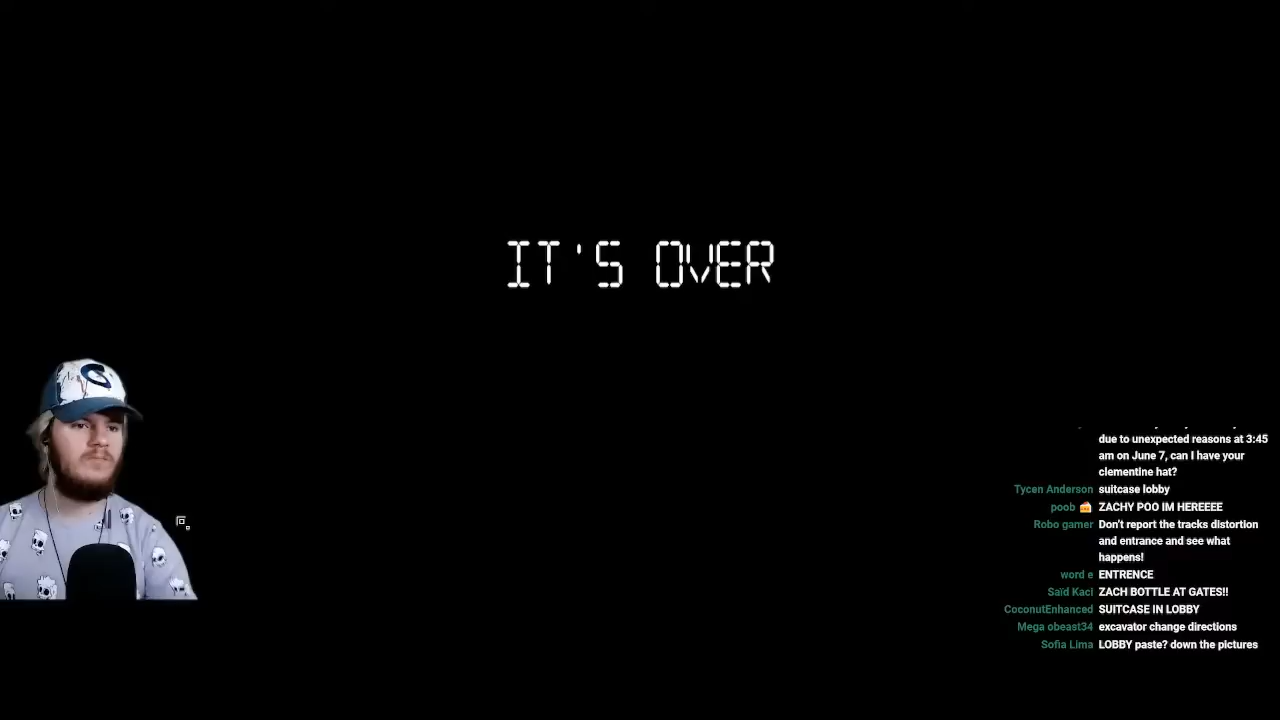 IT'S OVER
due to unexpected reasons at 3:45
am on June 7, can I have your
clementine hat?
Tycen Anderson suitcase lobby
poob 🧀 ZACHY POO IM HEREEEE
Robo gamer Don't report the tracks distortion
and entrance and see what
happens!
word e ENTRENCE
Saïd Kaci ZACH BOTTLE AT GATES!!
CoconutEnhanced SUITCASE IN LOBBY
Mega obeast34 excavator change directions
Sofia Lima LOBBY paste? down the pictures